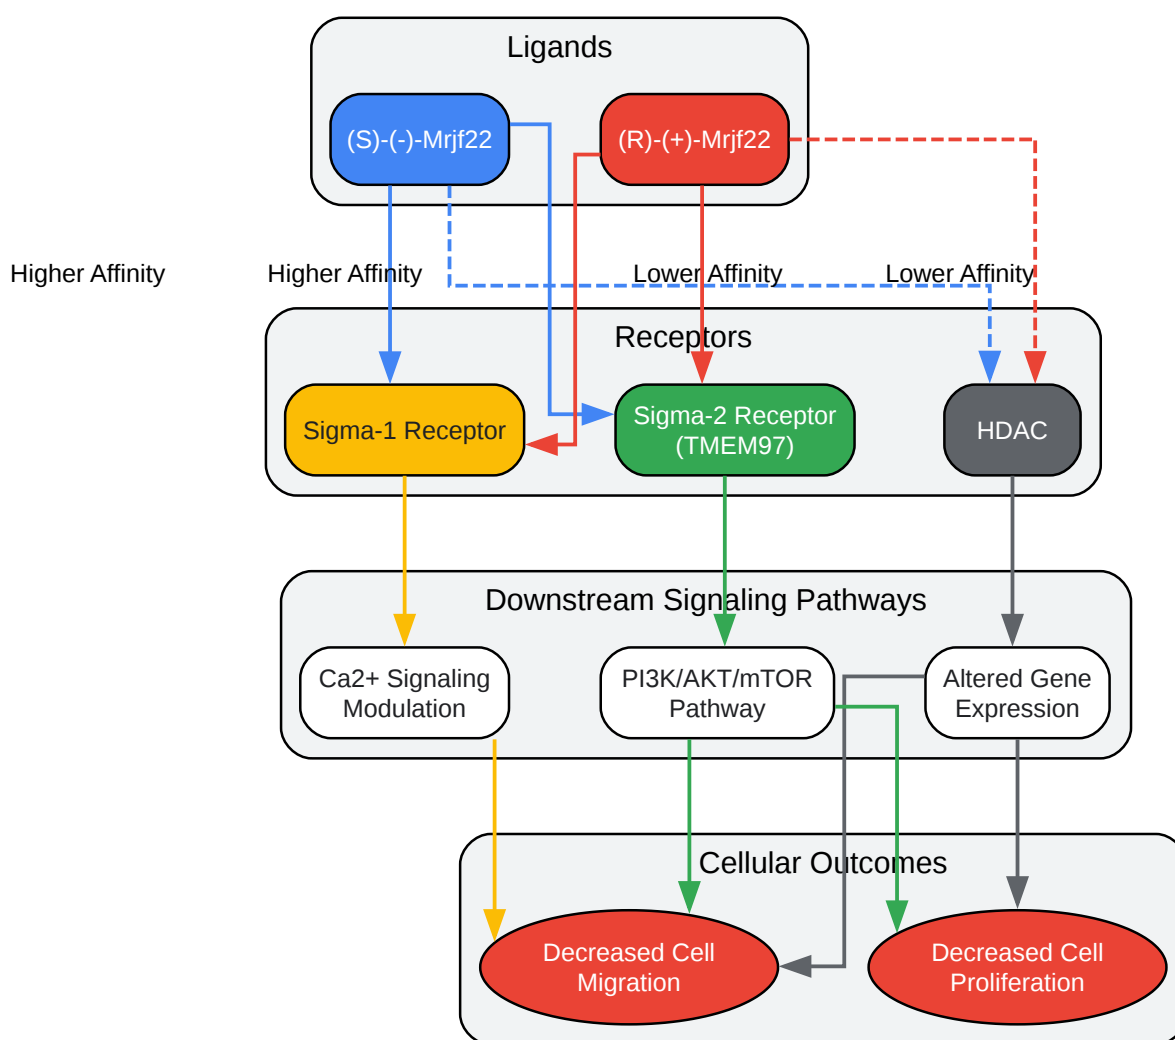 Ligands
(S)-(-)-Mrjf22
(R)-(+)-Mrjf22
Higher Affinity
Higher Affinity
Lower Affinity
Lower Affinity
Receptors
Sigma-1 Receptor
Sigma-2 Receptor
(TMEM97)
HDAC
Downstream Signaling Pathways
Ca2+ Signaling
Modulation
PI3K/AKT/mTOR
Pathway
Altered Gene
Expression
Cellular Outcomes
Decreased Cell
Migration
Decreased Cell
Proliferation